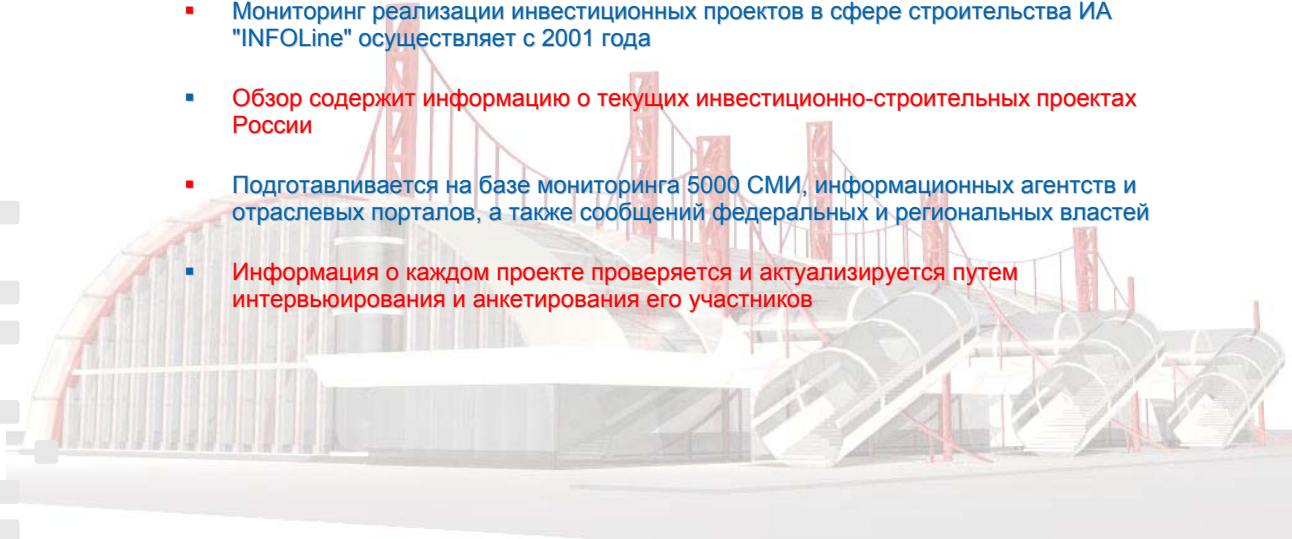 ▪ Мониторинг реализации инвестиционных проектов в сфере строительства ИА
"INFOLine" осуществляет с 2001 года
▪ Обзор содержит информацию о текущих инвестиционно-строительных проектах
России
▪ Подготавливается на базе мониторинга 5000 СМИ, информационных агентств и
отраслевых порталов, а также сообщений федеральных и региональных властей
▪ Информация о каждом проекте проверяется и актуализируется путем
интервьюирования и анкетирования его участников